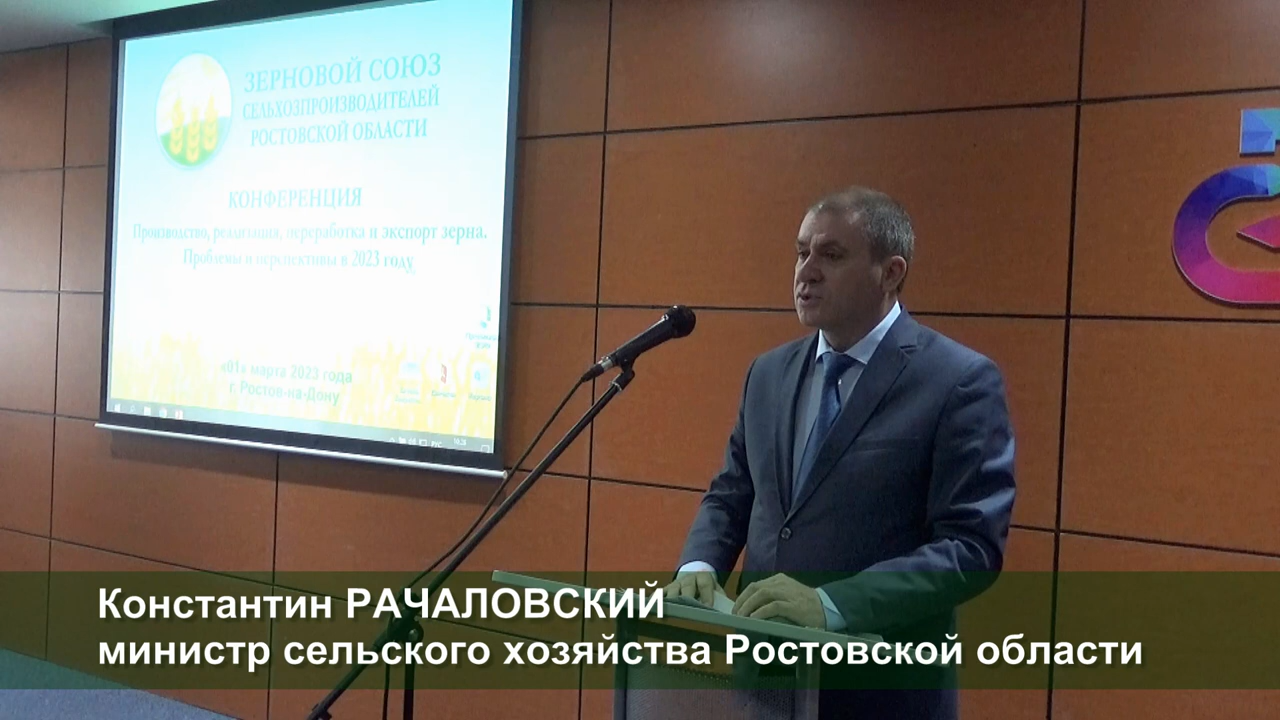 ЗЕРНОВОЙ СОЮЗ
СЕЛЬХОЗПРОИЗВОДИТЕЛЕЙ
РОСТОВСКОЙ ОБЛАСТИ
КОНФЕРЕНЦИЯ
Производство, реализация, переработка и экспорт зерна.
Проблемы и перспективы в 2023 году
«01» марта 2023 года
г. Ростов-на-Дону
РУС
Константин РАЧАЛОВСКИЙ
министр сельского хозяйства Ростовской области